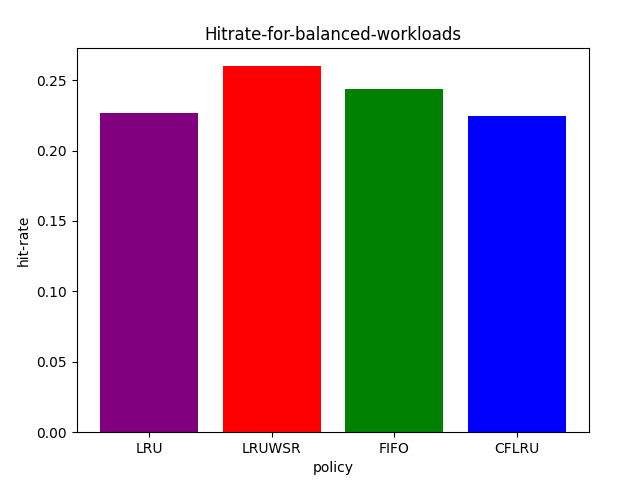 Hitrate-for-balanced-workloads
hit-rate
0.25
0.20
0.15
0.10
0.05
0.00
LRU LRUWSR FIFO CFLRU
policy